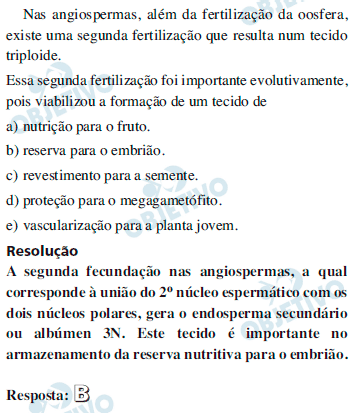 Nas angiospermas, além da fertilização da oosfera,
existe uma segunda fertilização que resulta num tecido
triploide.
Essa segunda fertilização foi importante evolutivamente,
pois viabilizou a formação de um tecido de
a) nutrição para o fruto.
b) reserva para o embrião.
c) revestimento para a semente.
d) proteção para o megagametófito.
e) vascularização para a planta jovem.
Resolução
A segunda fecundação nas angiospermas, a qual
corresponde à união do 2º núcleo espermático com os
dois núcleos polares, gera o endosperma secundário
ou albúmen 3N. Este tecido é importante no
armazenamento da reserva nutritiva para o embrião.
Resposta: B